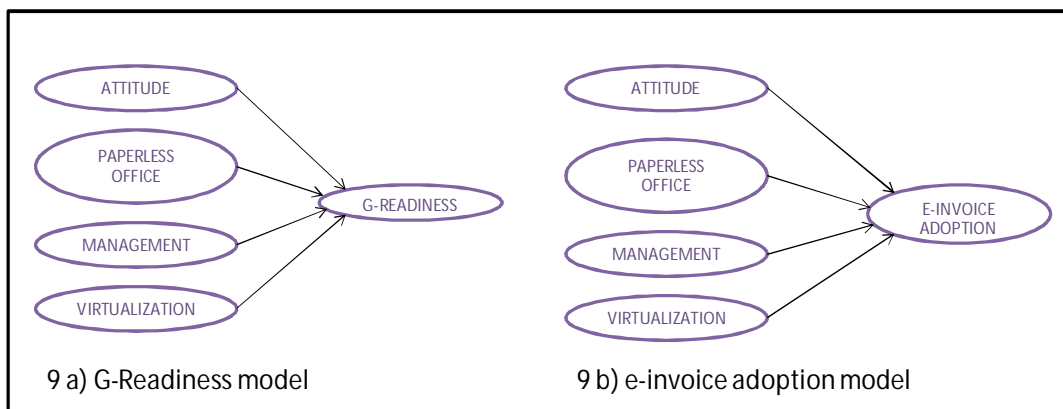 ATTITUDE
PAPERLESS
OFFICE
MANAGEMENT
VIRTUALIZATION
G-READINESS
9 a) G-Readiness model
ATTITUDE
PAPERLESS
OFFICE
MANAGEMENT
VIRTUALIZATION
E-INVOICE
ADOPTION
9 b) e-invoice adoption model